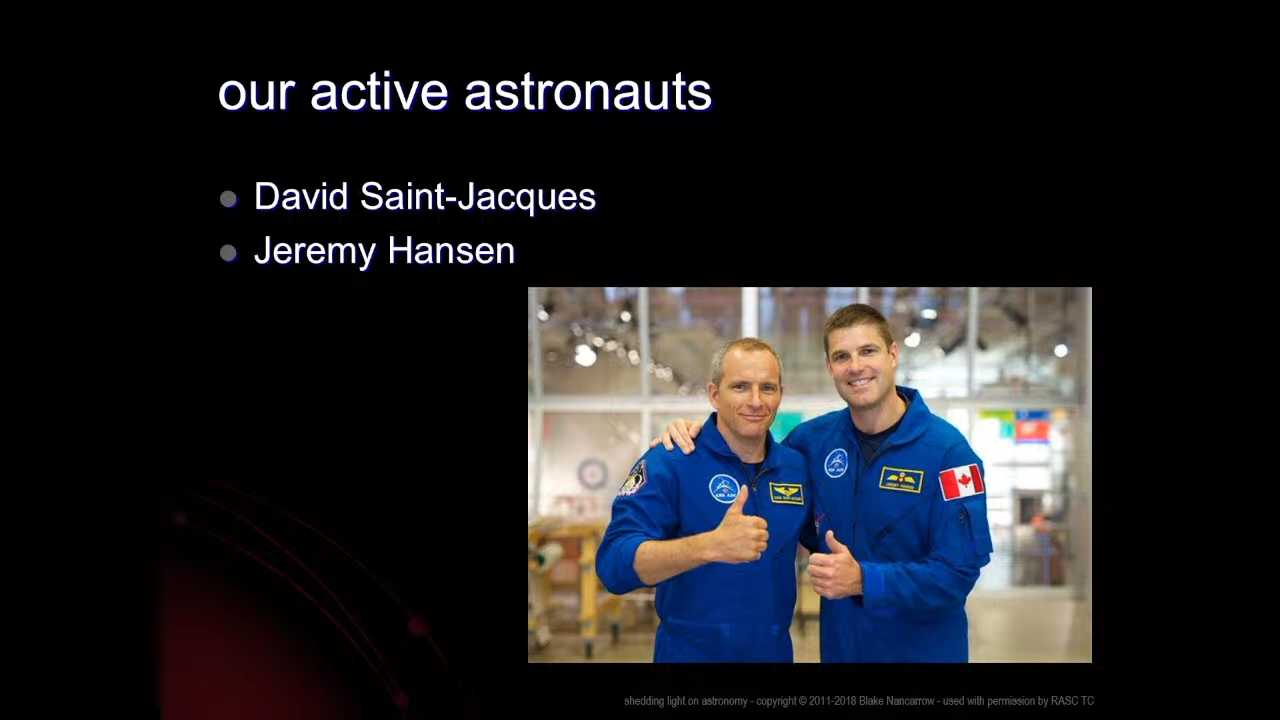 our active astronauts
David Saint-Jacques
Jeremy Hansen
shedding light on astronomy - copyright © 2011-2018 Blake Nancarrow - used with permission by RASC TC